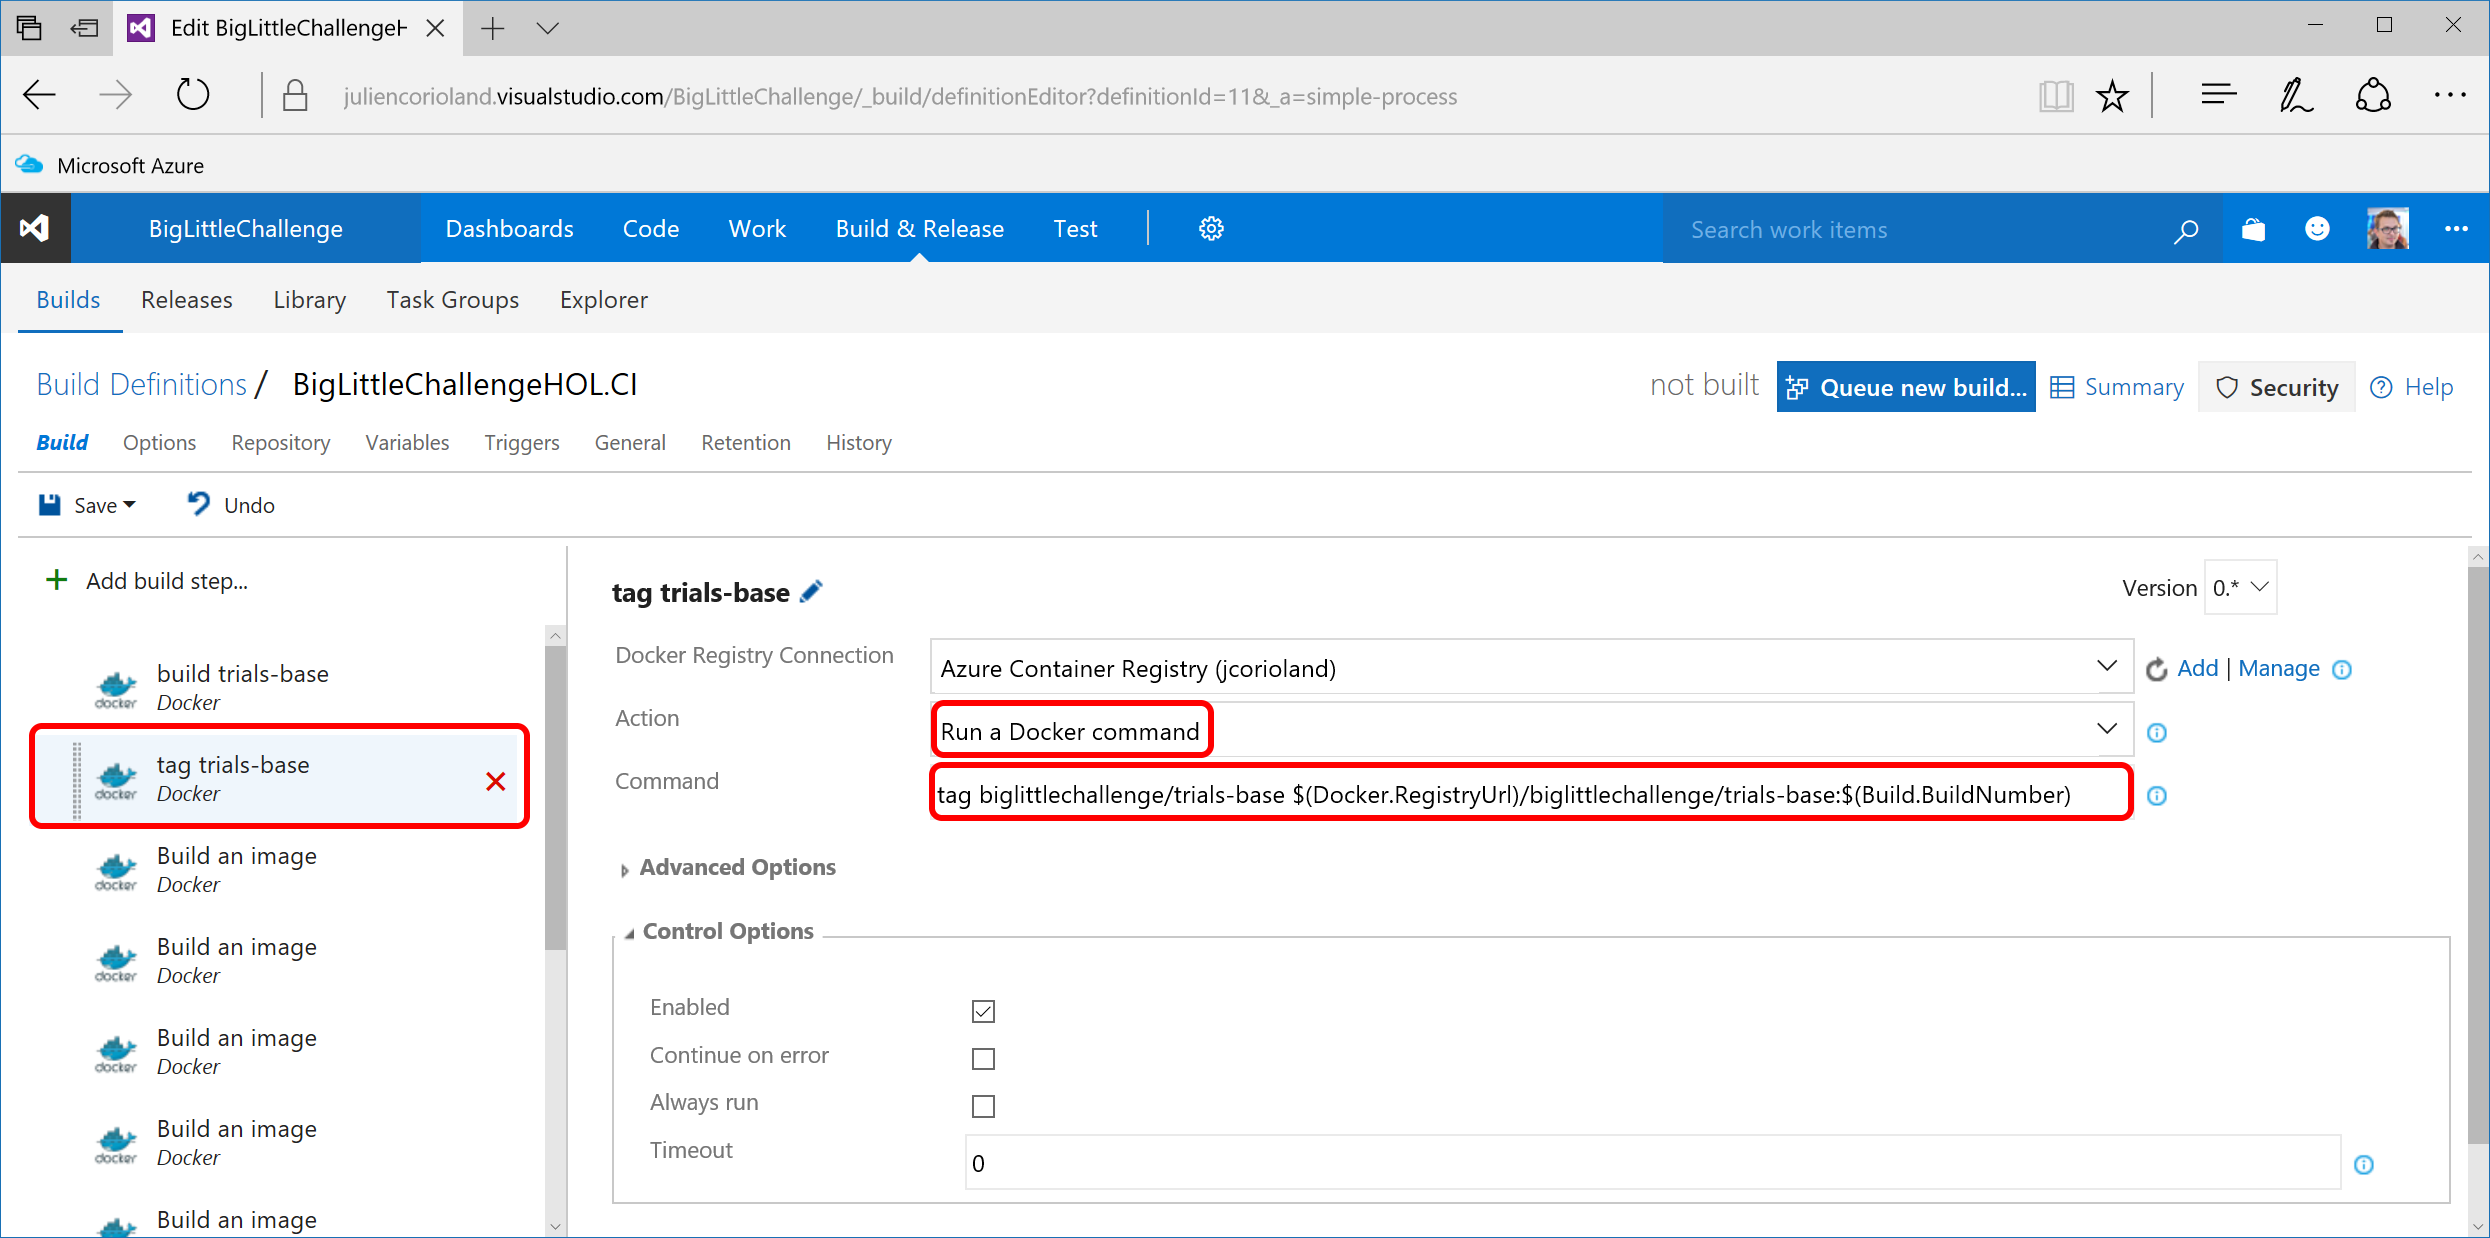 Edit BigLittleChallengeH
juliencorioland.visualstudio.com/BigLittleChallenge/_build/definitionEditor?definitionId=11&_a=simple-process
Microsoft Azure
BigLittleChallenge Dashboards Code Work Build & Release Test Search work items
Builds Releases Library Task Groups Explorer
Build Definitions / BigLittleChallengeHOL.CI not built Queue new build... Summary Security Help
Build Options Repository Variables Triggers General Retention History
Save Undo
Add build step...
build trials-base
Docker
tag trials-base
Docker
Build an image
Docker
Build an image
Docker
Build an image
Docker
Build an image
Docker
Build an image
docker
docker
docker
docker
docker
docker
tag trials-base Version 0.*
Docker Registry Connection Azure Container Registry (jcorioland) Add | Manage
Action Run a Docker command
Command tag biglittlechallenge/trials-base $(Docker.RegistryUrl)/biglittlechallenge/trials-base:$(Build.BuildNumber)
Advanced Options
Control Options
Enabled
Continue on error
Always run
Timeout 0